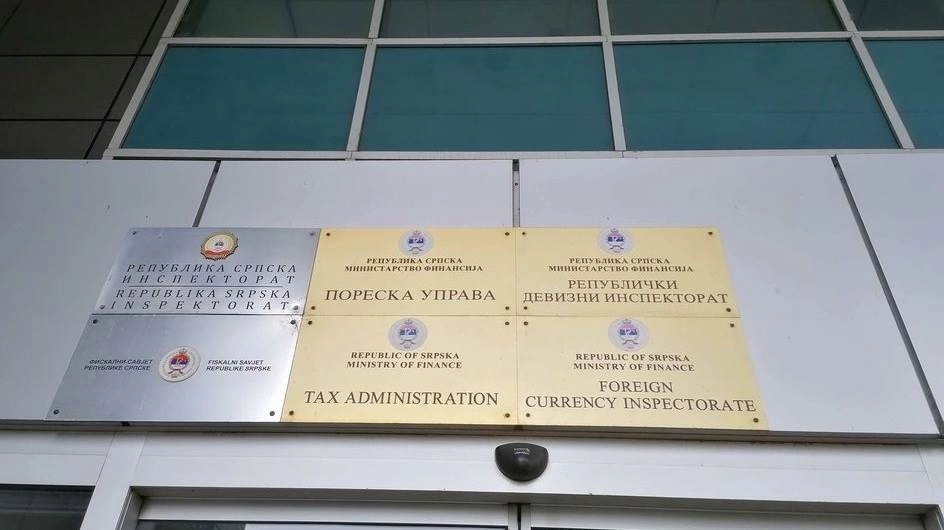 РЕПУБЛИКА СРПСКА
ИНСПЕКТОРАТ
REPUBLIKA SRPSKA
INSPEKTORAT
ФИСКАЛНИ САВЈЕТ
РЕПУБЛИКЕ СРПСКЕ
FISKALNI SAVJET
REPUBLIKE SRPSKE
РЕПУБЛИКА СРПСКА
МИНИСТАРСТВО ФИНАНСИЈА
ПОРЕСКА УПРАВА
REPUBLIC OF SRPSKA
MINISTRY OF FINANCE
TAX ADMINISTRATION
РЕПУБЛИКА СРПСКА
МИНИСТАРСТВО ФИНАНСИЈА
РЕПУБЛИЧКИ
ДЕВИЗНИ ИНСПЕКТОРАТ
REPUBLIC OF SRPSKA
MINISTRY OF FINANCE
FOREIGN
CURRENCY INSPECTORATE